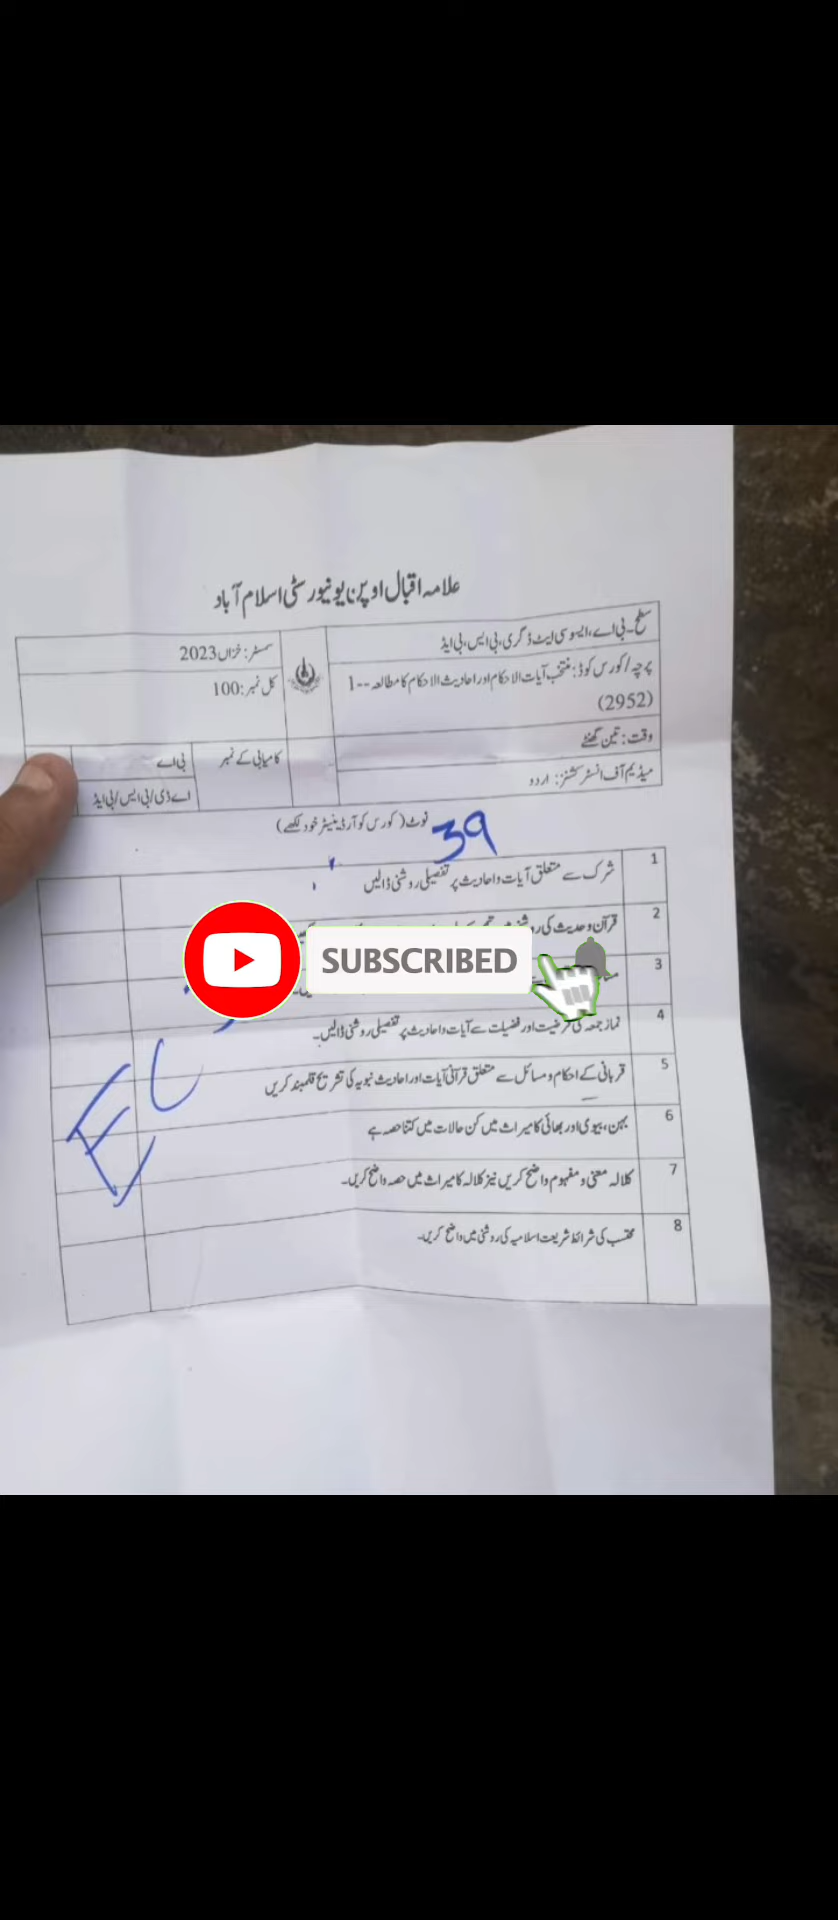 علامہ اقبال اوپن یونیورسٹی اسلام آباد
سطح۔بی اے، ایسوسی ایٹ ڈگری، بی ایس، بی ایڈ
سمسٹر: خزاں 2023
پرچہ/کورس کوڈ: منتخب آیات الاحکام اور احادیث الاحکام کا مطالعہ--1
(2952)
کل نمبر: 100
وقت: تین گھنٹے
کامیابی کے نمبر
بی اے
میڈیم آف انسٹرکشنز: اردو
اے ڈی/بی ایس/بی ایڈ
نوٹ (کورس کوآرڈینیٹر خود لکھے)
39
1 شرک سے متعلق آیات واحادیث پر تفصیلی روشنی ڈالیں
2 قرآن وحدیث کی
SUBSCRIBED
3
4 نماز جمعہ کی فرضیت اور فضیلت سے آیات واحادیث پر تفصیلی روشنی ڈالیں۔
5 قربانی کے احکام ومسائل سے متعلق قرآنی آیات اور احادیث نبویہ کی تشریح قلمبند کریں
6 بہن، بیوی اور بھائی کا میراث میں کن حالات میں کتنا حصہ ہے
7 کلالہ معنی و مفہوم واضح کریں نیز کلالہ کا میراث میں حصہ واضح کریں۔
8 محتسب کی شرائط شریعت اسلامیہ کی روشنی میں واضح کریں۔